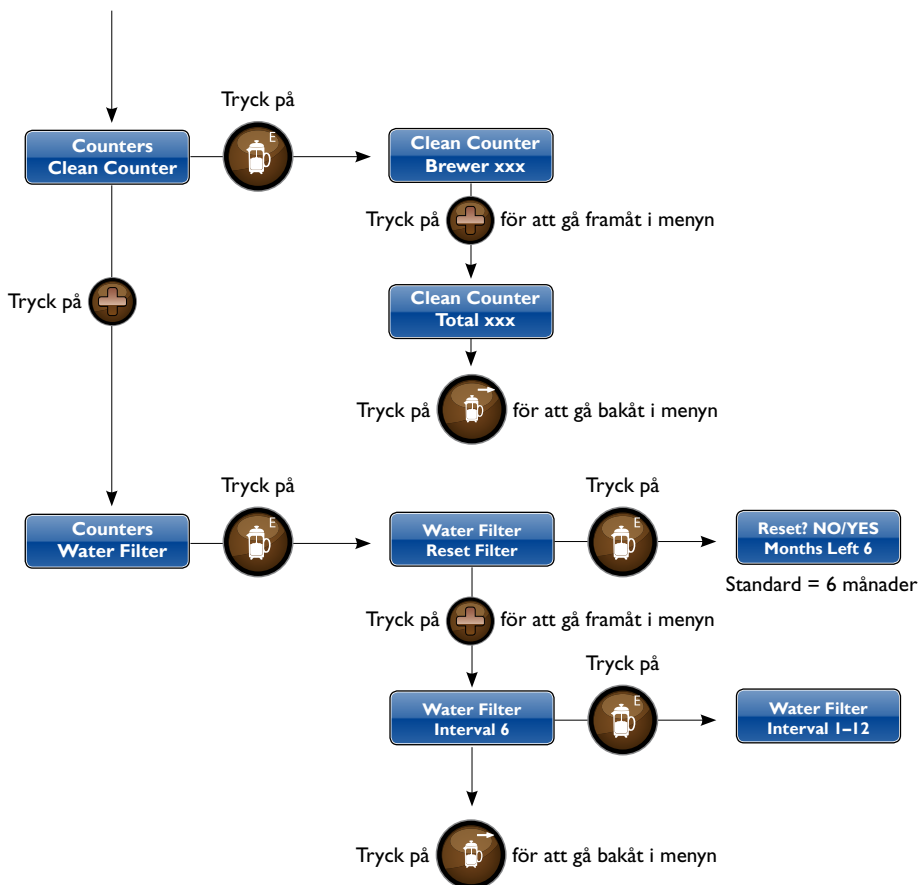 Tryck på
E
Counters
Clean Counter
Clean Counter
Brewer xxx
Tryck på för att gå framåt i menyn
Tryck på
Clean Counter
Total xxx
Tryck på för att gå bakåt i menyn
Tryck på
Tryck på
E
E
Counters
Water Filter
Water Filter
Reset Filter
Reset? NO/YES
Months Left 6
Standard = 6 månader
Tryck på för att gå framåt i menyn
Tryck på
E
Water Filter
Interval 6
Water Filter
Interval 1–12
Tryck på för att gå bakåt i menyn